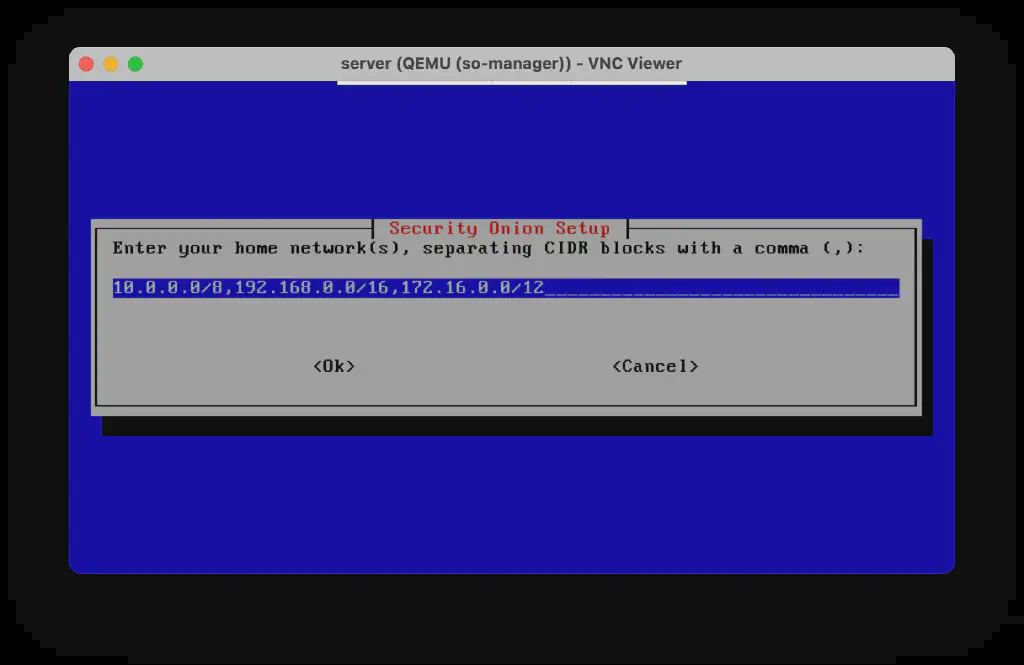 server (QEMU (so-manager)) - VNC Viewer
Security Onion Setup
Enter your home network(s), separating CIDR blocks with a comma (,):
10.0.0.0/8,192.168.0.0/16,172.16.0.0/12________________________________
<Ok> <Cancel>